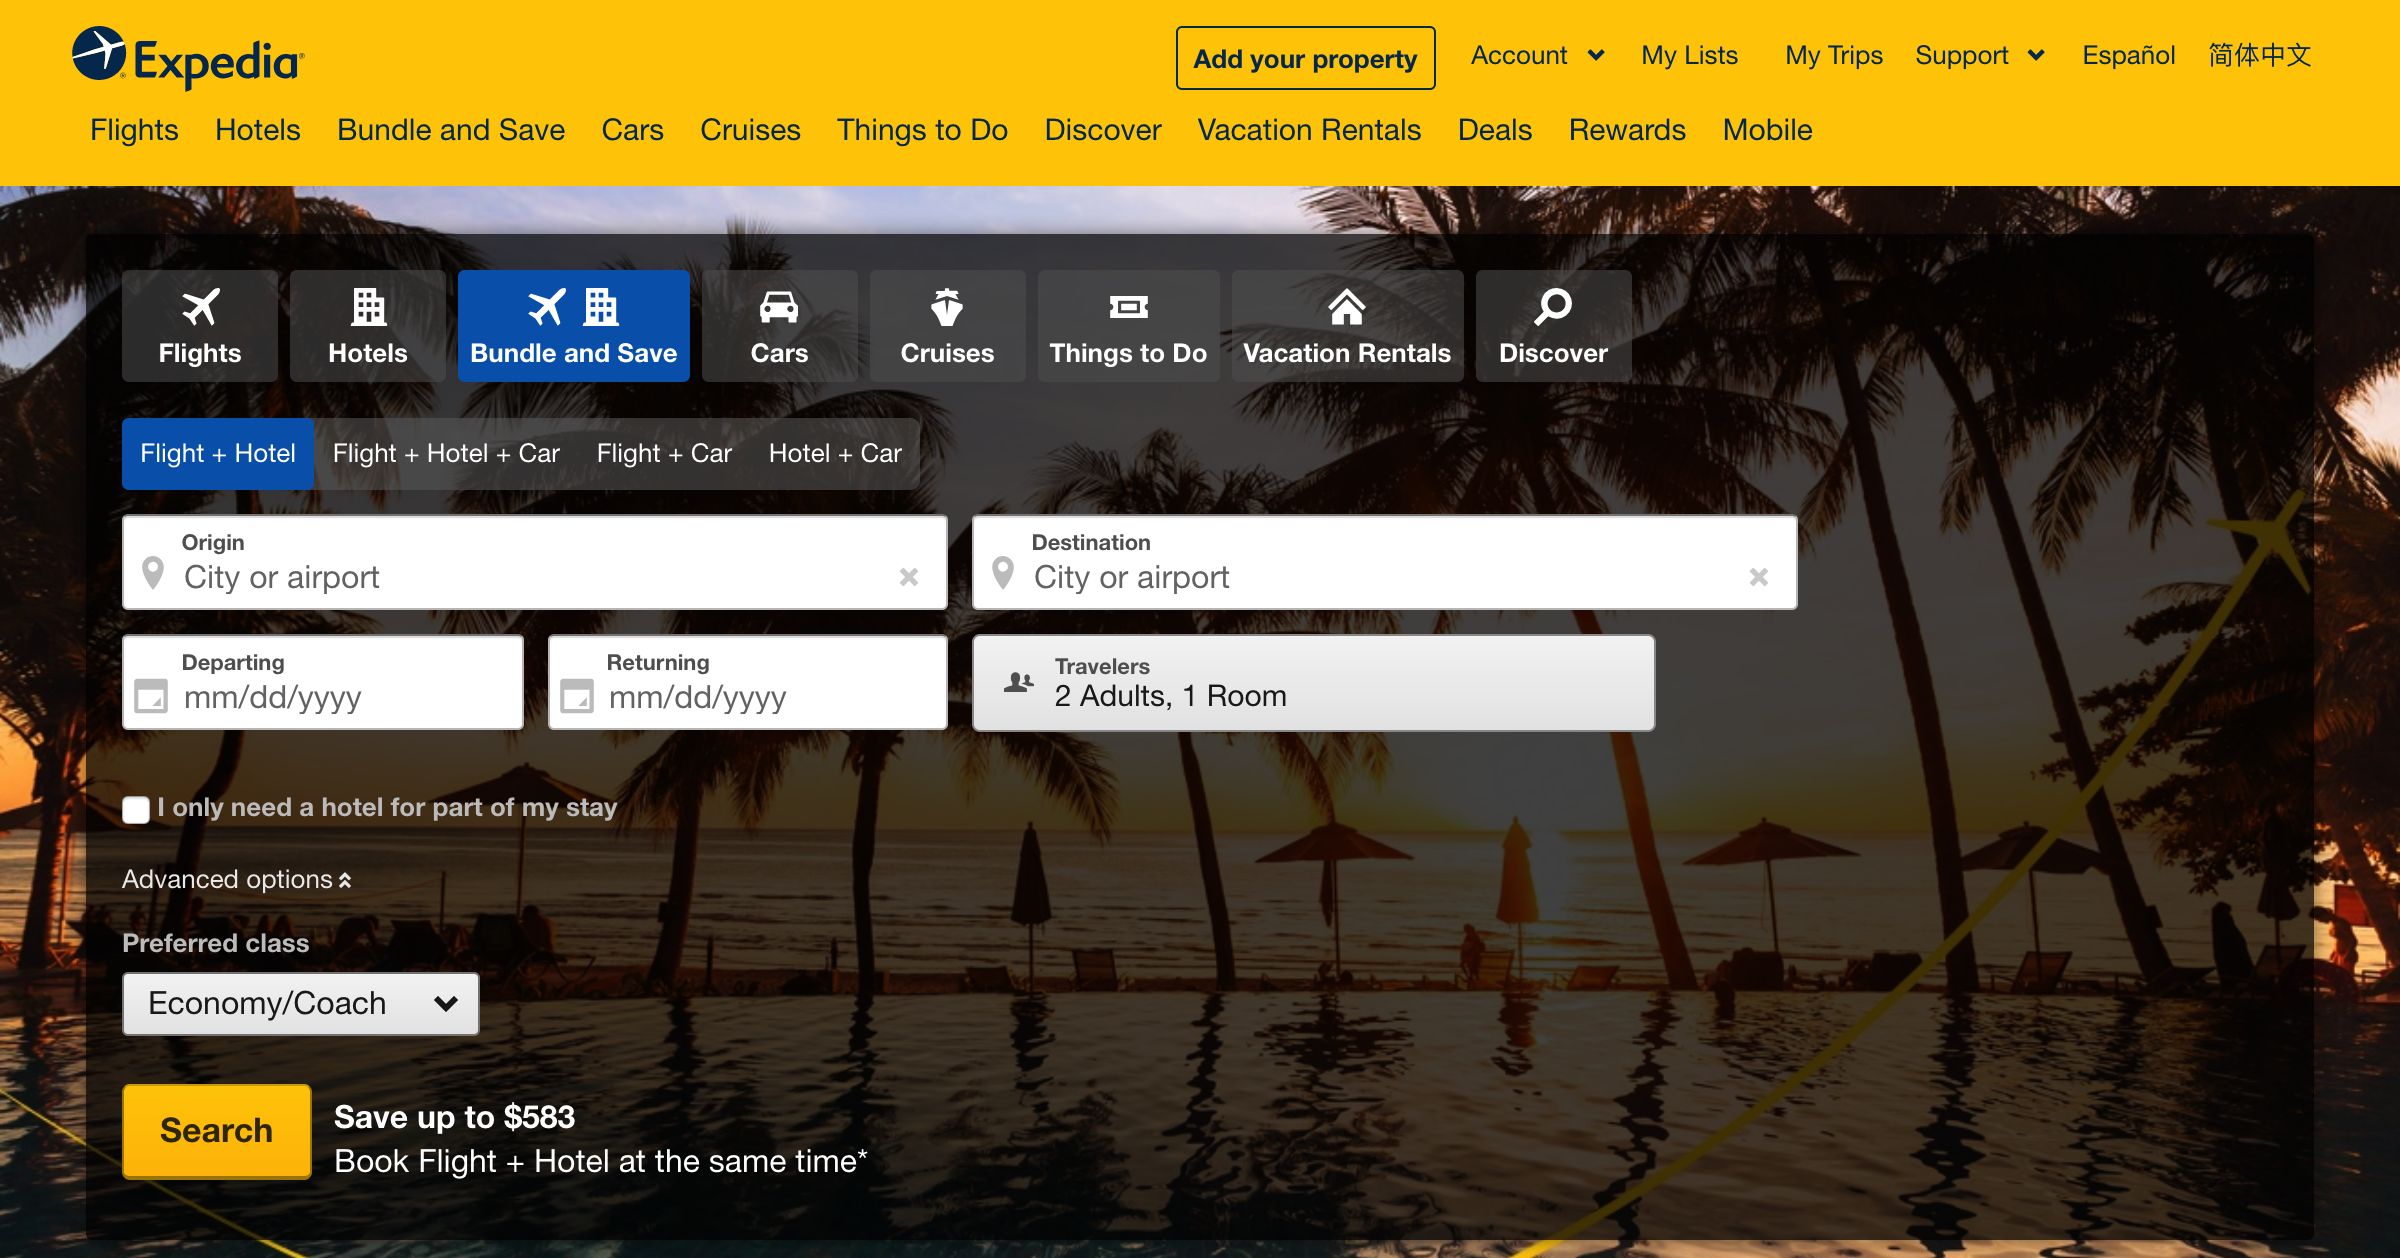 Expedia
Add your property
Account
My Lists
My Trips
Support
Español
简体中文
Flights
Hotels
Bundle and Save
Cars
Cruises
Things to Do
Discover
Vacation Rentals
Deals
Rewards
Mobile
Flights
Hotels
Bundle and Save
Cars
Cruises
Things to Do
Vacation Rentals
Discover
Flight + Hotel
Flight + Hotel + Car
Flight + Car
Hotel + Car
Origin
City or airport
Destination
City or airport
Departing
mm/dd/yyyy
Returning
mm/dd/yyyy
Travelers
2 Adults, 1 Room
I only need a hotel for part of my stay
Advanced options
Preferred class
Economy/Coach
Search
Save up to $583
Book Flight + Hotel at the same time*